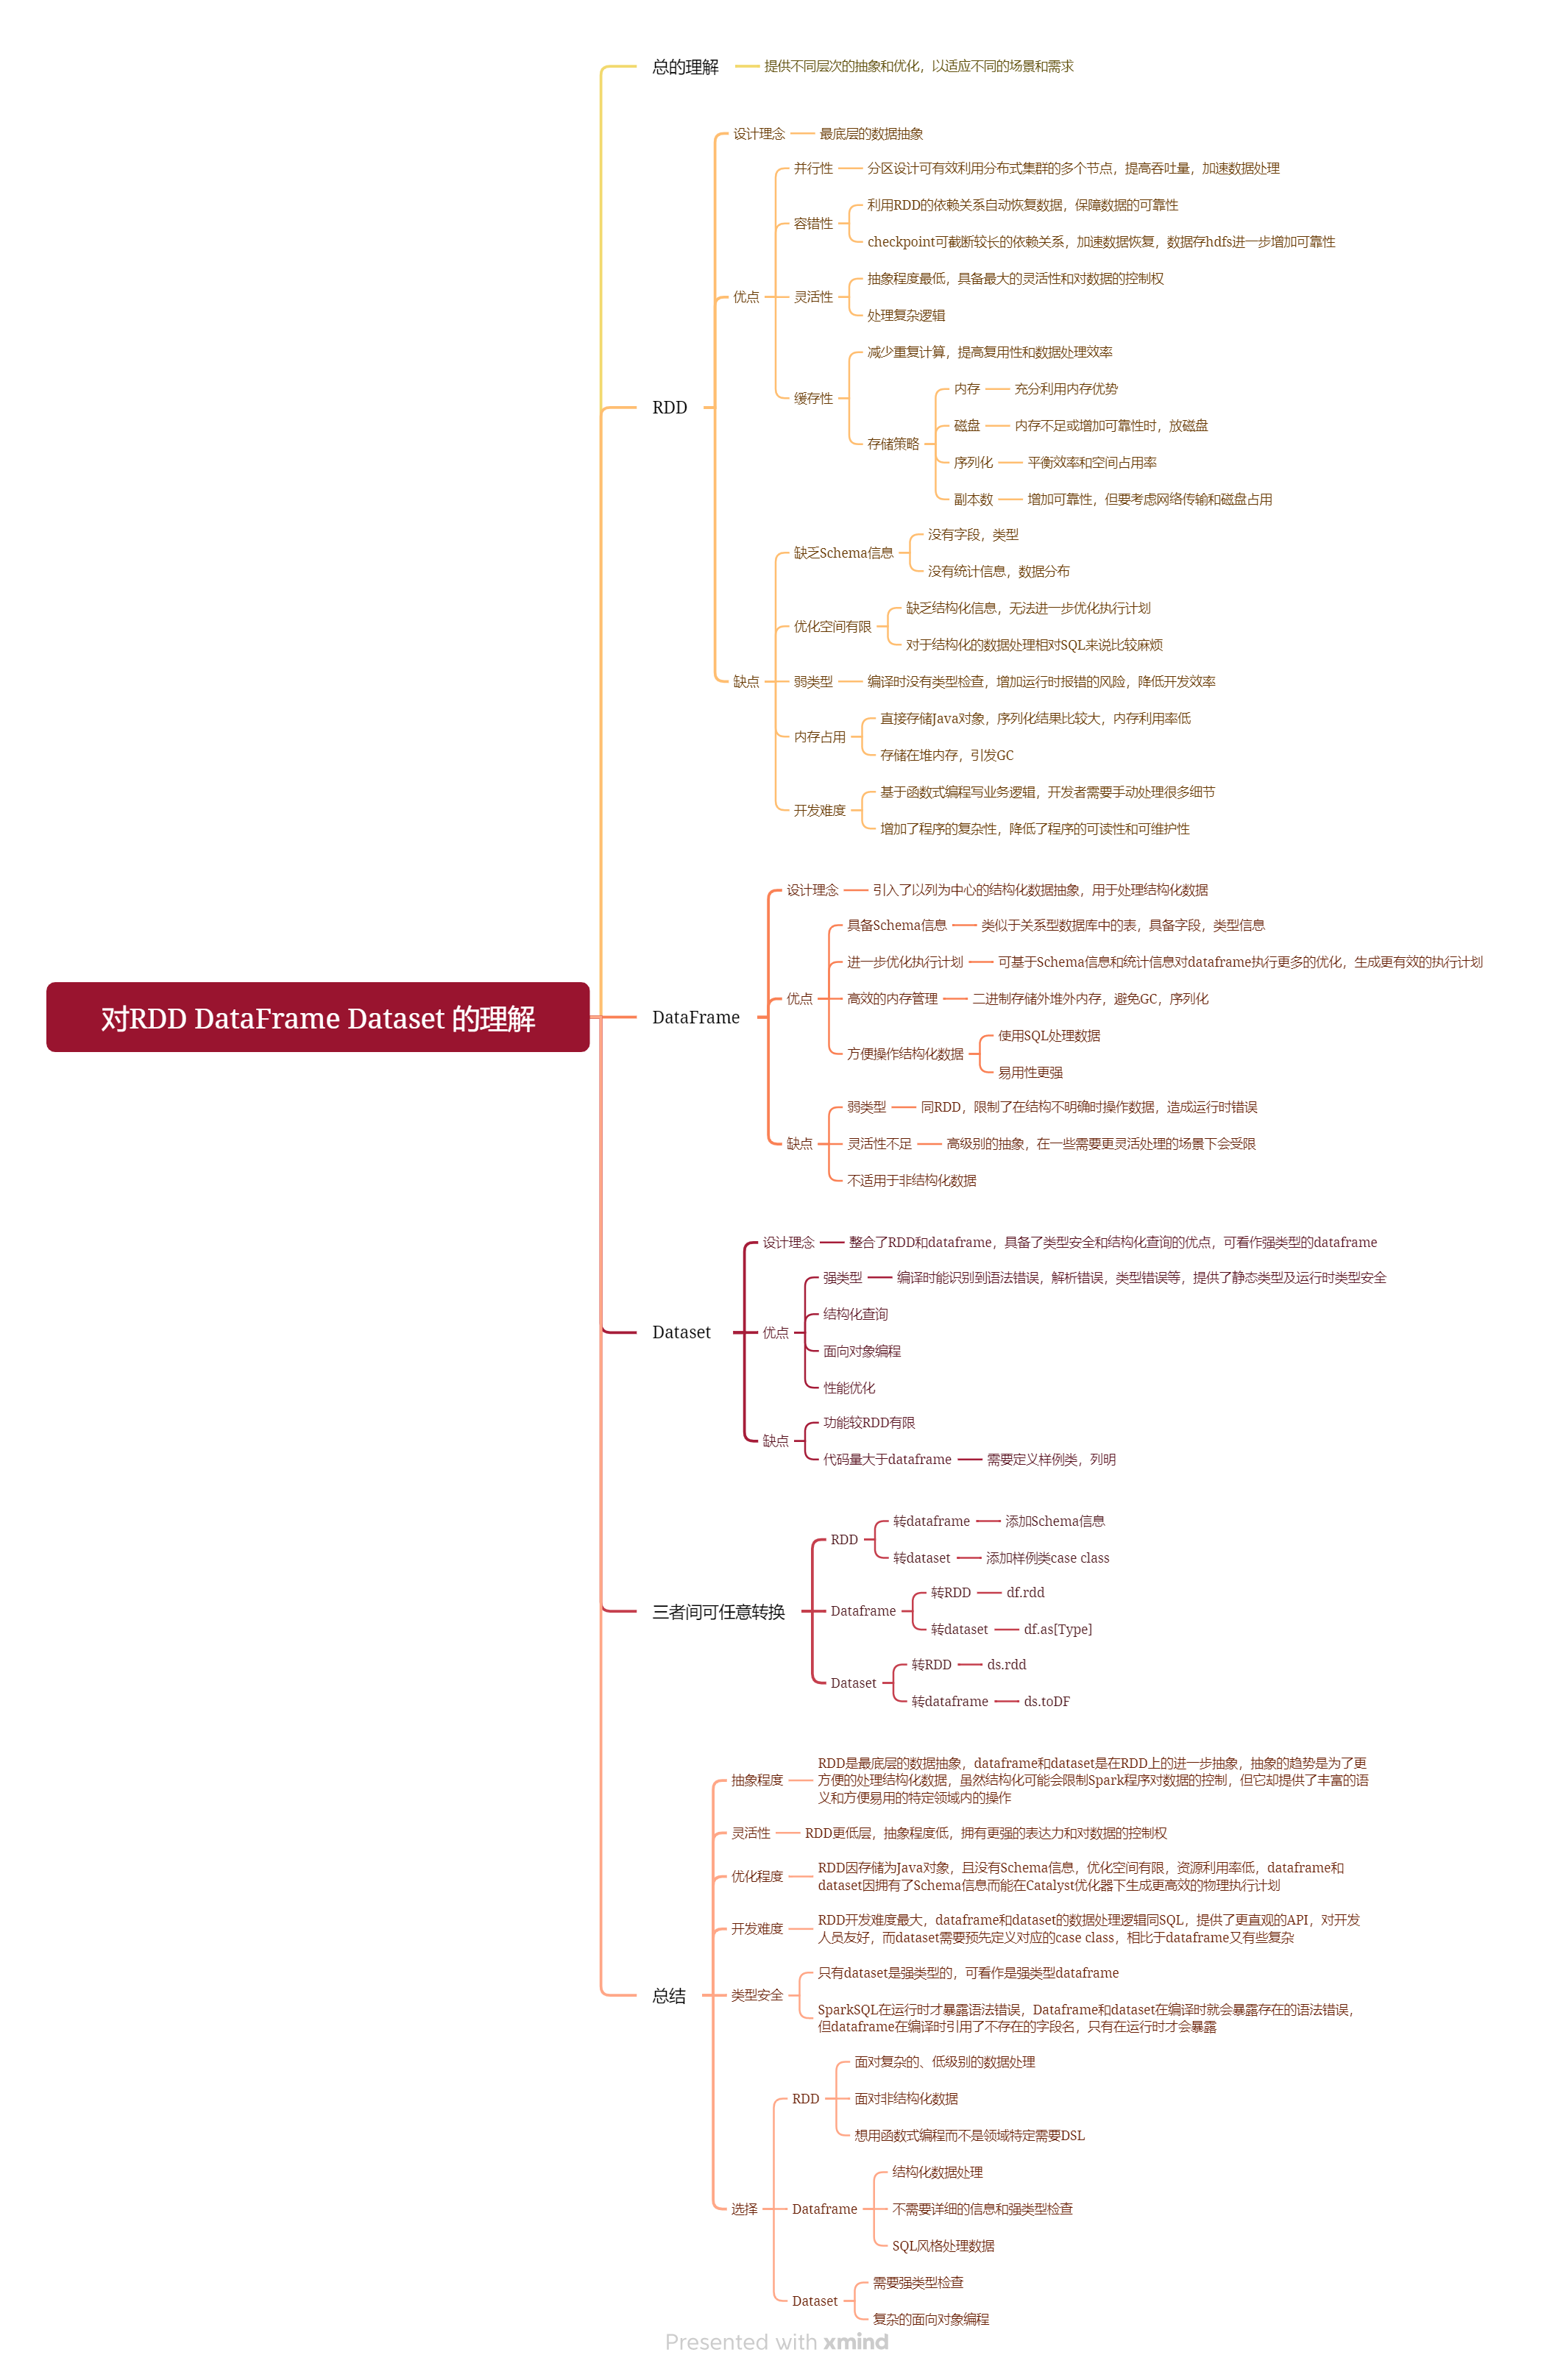 对RDD DataFrame Dataset 的理解
总的理解
提供不同层次的抽象和优化，以适应不同的场景和需求
RDD
设计理念
最底层的数据抽象
优点
并行性
分区设计可有效利用分布式集群的多个节点，提高吞吐量，加速数据处理
容错性
利用RDD的依赖关系自动恢复数据，保障数据的可靠性
checkpoint可截断较长的依赖关系，加速数据恢复，数据存hdfs进一步增加可靠性
灵活性
抽象程度最低，具备最大的灵活性和对数据的控制权
处理复杂逻辑
缓存性
减少重复计算，提高复用性和数据处理效率
存储策略
内存
充分利用内存优势
磁盘
内存不足或增加可靠性时，放磁盘
序列化
平衡效率和空间占用率
副本数
增加可靠性，但要考虑网络传输和磁盘占用
缺点
缺乏Schema信息
没有字段，类型
没有统计信息，数据分布
优化空间有限
缺乏结构化信息，无法进一步优化执行计划
对于结构化的数据处理相对SQL来说比较麻烦
弱类型
编译时没有类型检查，增加运行时报错的风险，降低开发效率
内存占用
直接存储Java对象，序列化结果比较大，内存利用率低
存储在堆内存，引发GC
开发难度
基于函数式编程写业务逻辑，开发者需要手动处理很多细节
增加了程序的复杂性，降低了程序的可读性和可维护性
DataFrame
设计理念
引入了以列为中心的结构化数据抽象，用于处理结构化数据
优点
具备Schema信息
类似于关系型数据库中的表，具备字段，类型信息
进一步优化执行计划
可基于Schema信息和统计信息对dataframe执行更多的优化，生成更有效的执行计划
高效的内存管理
二进制存储外堆外内存，避免GC，序列化
方便操作结构化数据
使用SQL处理数据
易用性更强
缺点
弱类型
同RDD，限制了在结构不明确时操作数据，造成运行时错误
灵活性不足
高级别的抽象，在一些需要更灵活处理的场景下会受限
不适用于非结构化数据
Dataset
设计理念
整合了RDD和dataframe，具备了类型安全和结构化查询的优点，可看作强类型的dataframe
优点
强类型
编译时能识别到语法错误，解析错误，类型错误等，提供了静态类型及运行时类型安全
结构化查询
面向对象编程
性能优化
缺点
功能较RDD有限
代码量大于dataframe
需要定义样例类，列明
三者间可任意转换
RDD
转dataframe
添加Schema信息
转dataset
添加样例类case class
Dataframe
转RDD
df.rdd
转dataset
df.as[Type]
Dataset
转RDD
ds.rdd
转dataframe
ds.toDF
总结
抽象程度
RDD是最底层的数据抽象，dataframe和dataset是在RDD上的进一步抽象，抽象的趋势是为了更
方便的处理结构化数据，虽然结构化可能会限制Spark程序对数据的控制，但它却提供了丰富的语
义和方便易用的特定领域内的操作
灵活性
RDD更低层，抽象程度低，拥有更强的表达力和对数据的控制权
优化程度
RDD因存储为Java对象，且没有Schema信息，优化空间有限，资源利用率低，dataframe和
dataset因拥有了Schema信息而能在Catalyst优化器下生成更高效的物理执行计划
开发难度
RDD开发难度最大，dataframe和dataset的数据处理逻辑同SQL，提供了更直观的API，对开发
人员友好，而dataset需要预先定义对应的case class，相比于dataframe又有些复杂
类型安全
只有dataset是强类型的，可看作是强类型dataframe
SparkSQL在运行时才暴露语法错误，Dataframe和dataset在编译时就会暴露存在的语法错误，
但dataframe在编译时引用了不存在的字段名，只有在运行时才会暴露
选择
RDD
面对复杂的、低级别的数据处理
面对非结构化数据
想用函数式编程而不是领域特定需要DSL
Dataframe
结构化数据处理
不需要详细的信息和强类型检查
SQL风格处理数据
Dataset
需要强类型检查
复杂的面向对象编程
Presented with xmind